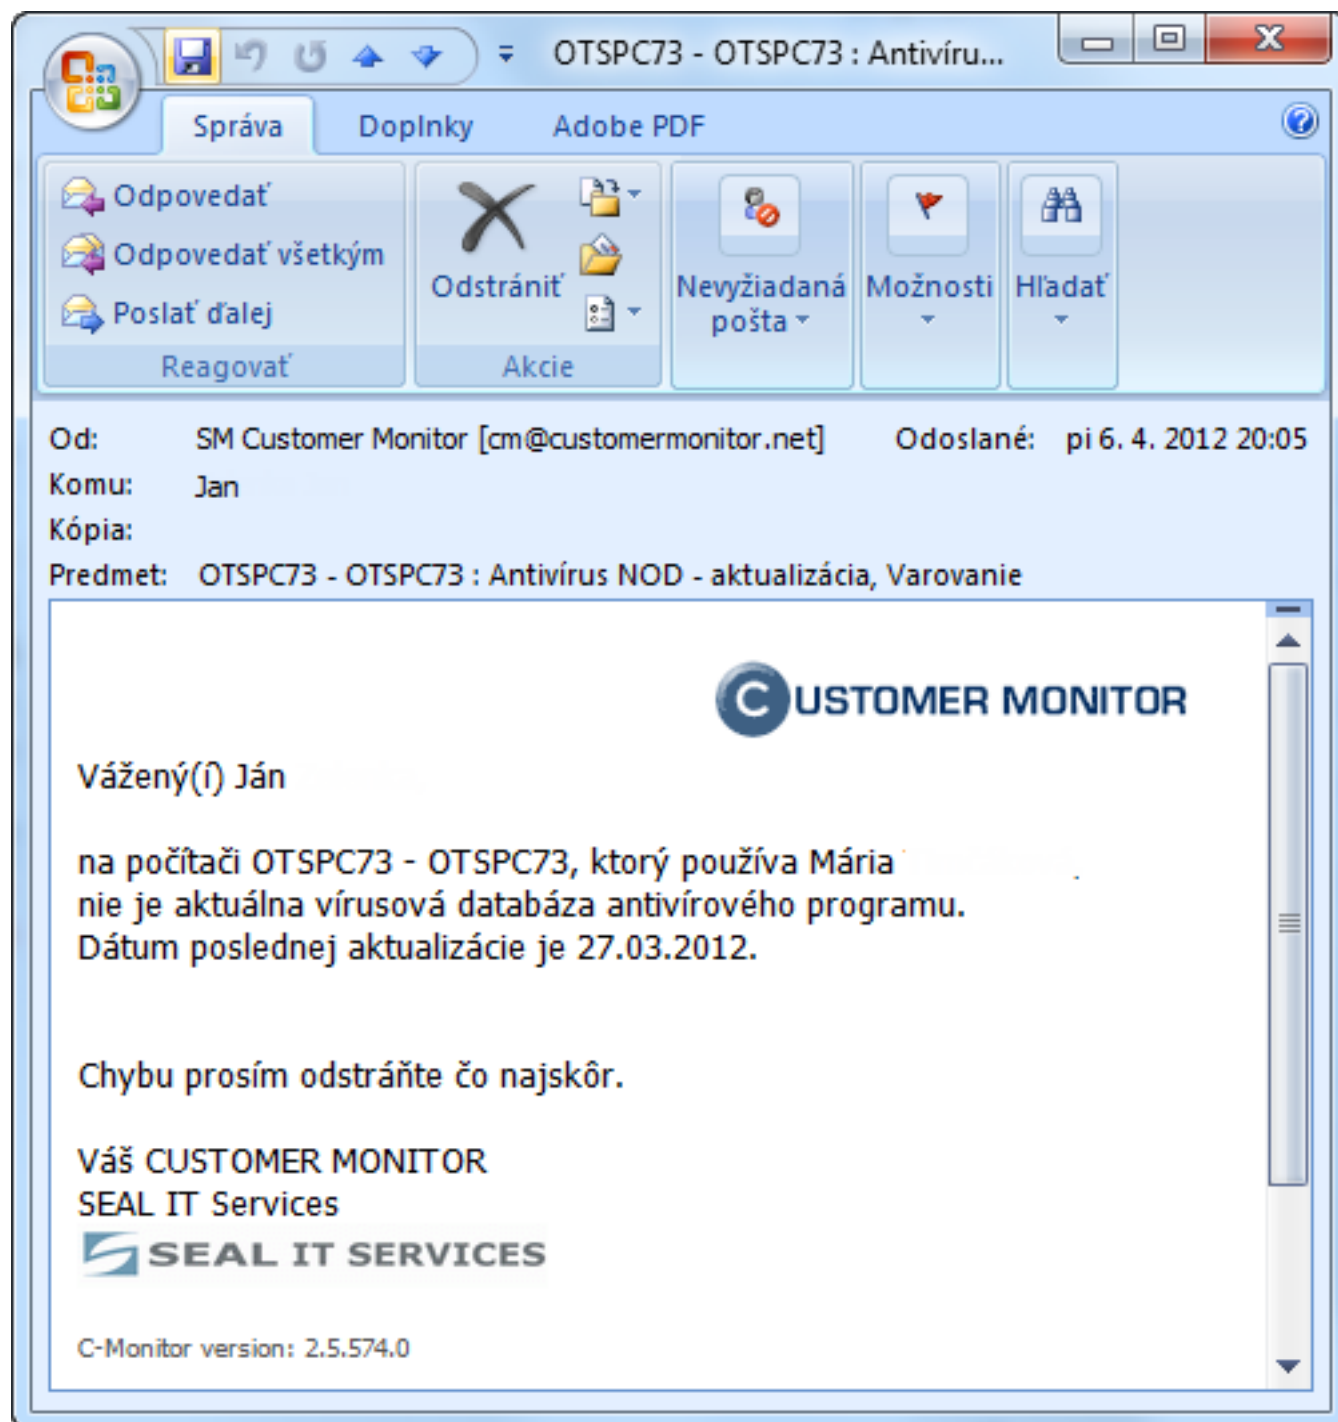 OTSPC73 - OTSPC73 : Antivíru...
Správa Doplnky Adobe PDF
Odpovedať
Odpovedať všetkým
Poslať ďalej
Reagovať
Odstrániť
Akcie
Nevyžiadaná
pošta
Možnosti
Hľadať
Od: SM Customer Monitor [cm@customermonitor.net] Odoslané: pi 6. 4. 2012 20:05
Komu: Jan
Kópia:
Predmet: OTSPC73 - OTSPC73 : Antivírus NOD - aktualizácia, Varovanie
CUSTOMER MONITOR
Vážený(í) Ján
na počítači OTSPC73 - OTSPC73, ktorý používa Mária
nie je aktuálna vírusová databáza antivírového programu.
Dátum poslednej aktualizácie je 27.03.2012.
Chybu prosím odstráňte čo najskôr.
Váš CUSTOMER MONITOR
SEAL IT Services
SEAL IT SERVICES
C-Monitor version: 2.5.574.0